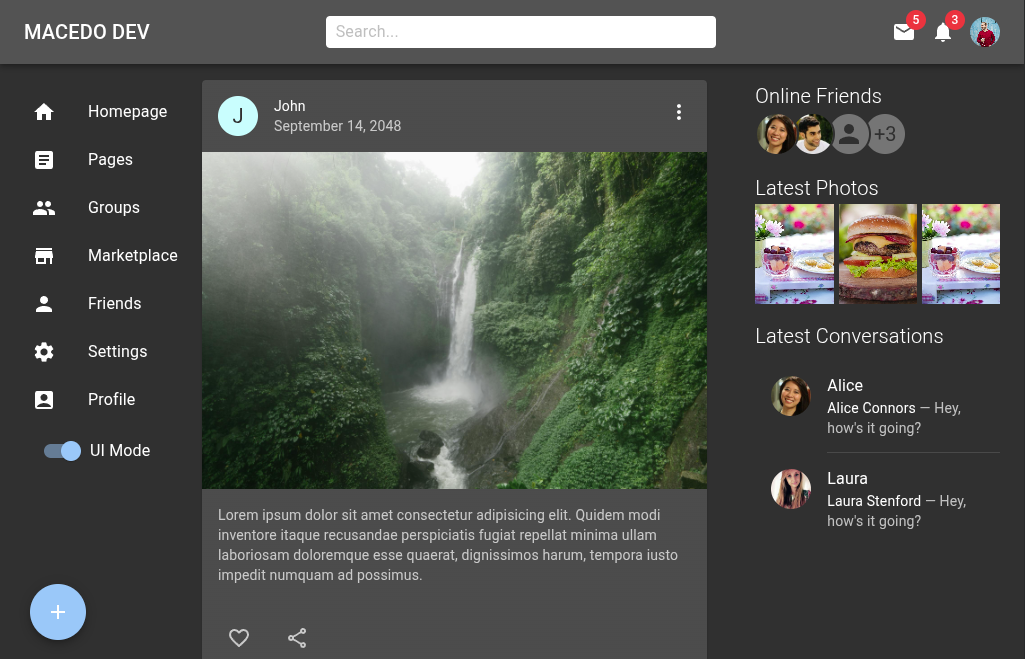 MACEDO DEV
Search...
5
3
Homepage
Pages
Groups
Marketplace
Friends
Settings
Profile
UI Mode
+
J
John
September 14, 2048
Lorem ipsum dolor sit amet consectetur adipisicing elit. Quidem modi
inventore itaque recusandae perspiciatis fugiat repellat minima ullam
laboriosam doloremque esse quaerat, dignissimos harum, tempora iusto
impedit numquam ad possimus.
Online Friends
+3
Latest Photos
Latest Conversations
Alice
Alice Connors — Hey,
how's it going?
Laura
Laura Stenford — Hey,
how's it going?